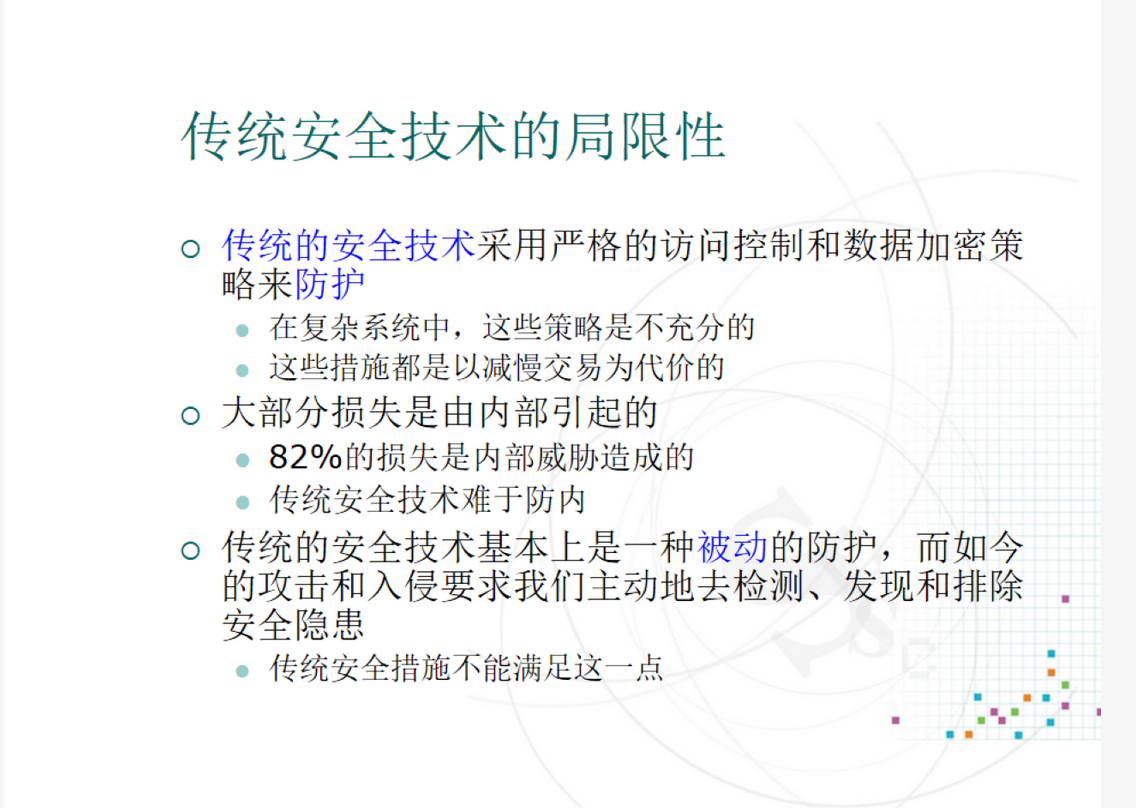 传统安全技术的局限性
传统的安全技术采用严格的访问控制和数据加密策
略来防护
在复杂系统中，这些策略是不充分的
这些措施都是以减慢交易为代价的
大部分损失是由内部引起的
82%的损失是内部威胁造成的
传统安全技术难于防内
传统的安全技术基本上是一种被动的防护，而如今
的攻击和入侵要求我们主动地去检测、发现和排除
安全隐患
传统安全措施不能满足这一点